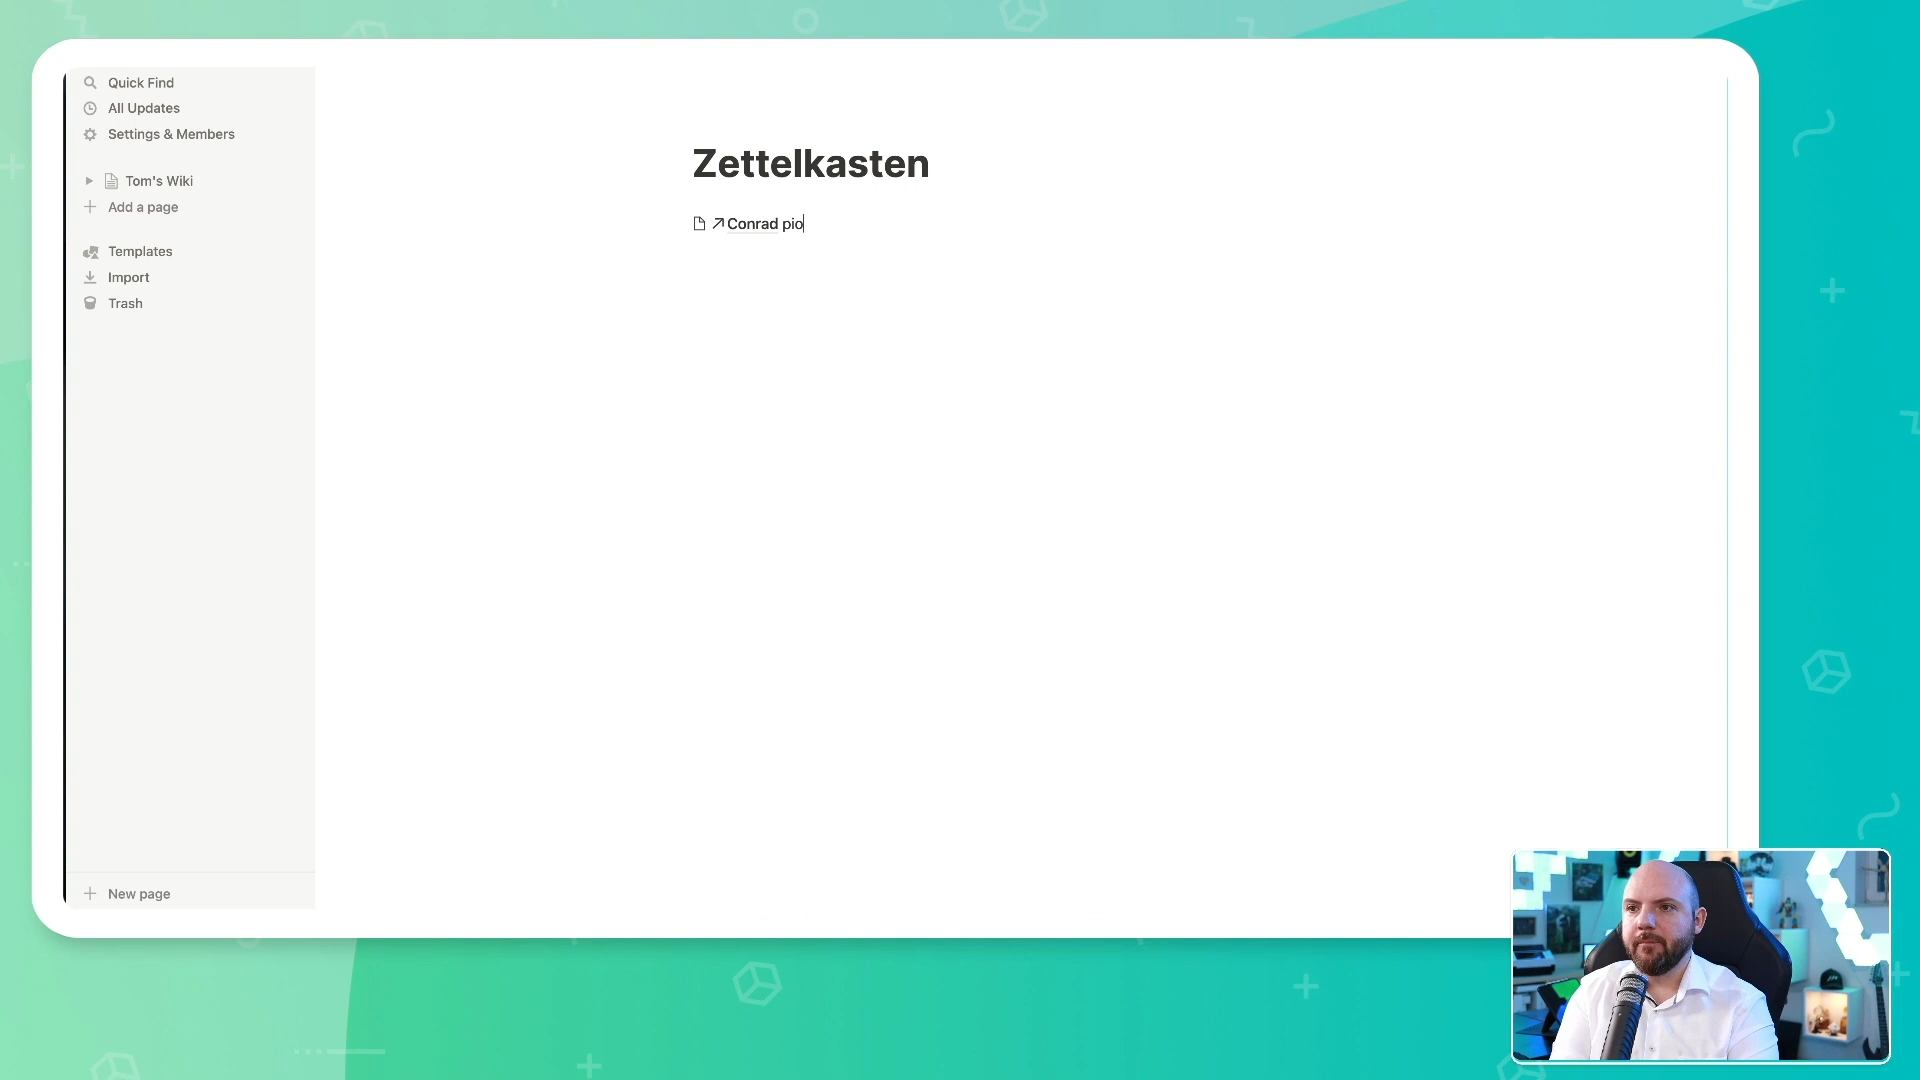 Quick Find
All Updates
Settings & Members
Tom's Wiki
Add a page
Templates
Import
Trash
New page
Zettelkasten
Conrad pio